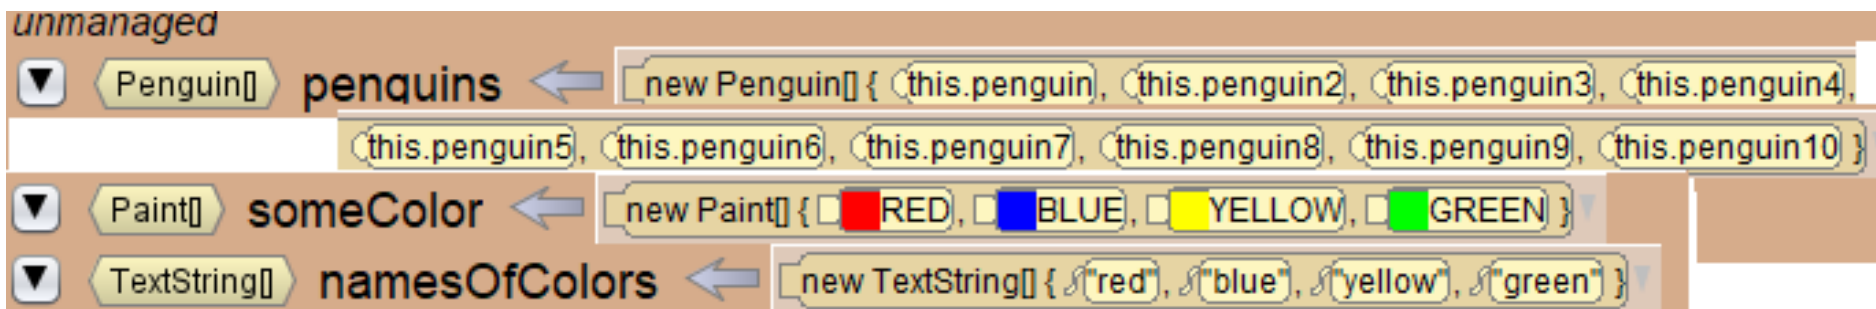 unmanaged
Penguin[] penguins new Penguin[] { this.penguin, this.penguin2, this.penguin3, this.penguin4,
this.penguin5, this.penguin6, this.penguin7, this.penguin8, this.penguin9, this.penguin10 }
Paint[] someColor new Paint[] { RED, BLUE, YELLOW, GREEN }
TextString[] namesOfColors new TextString[] { "red", "blue", "yellow", "green" }